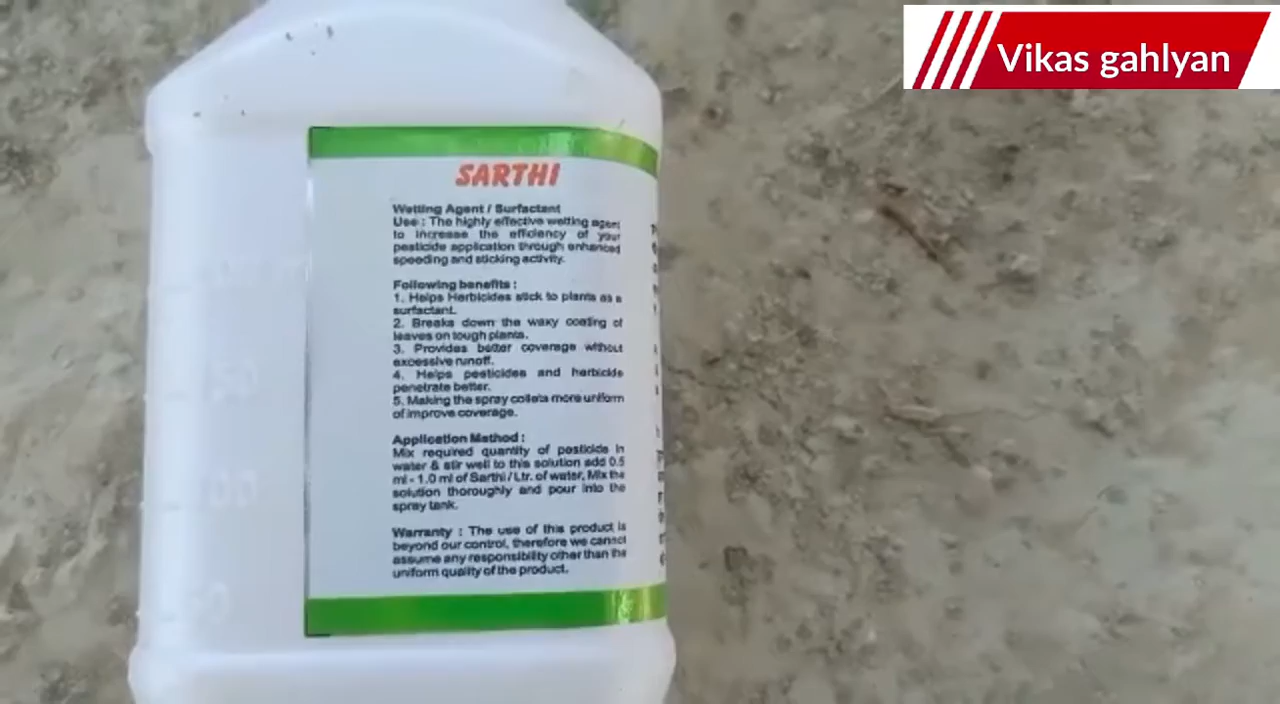 Vikas gahlyan
SARTHI
Wetting Agent / Surfactant
Use : The highly effective wetting agent
to increase the efficiency of your
pesticide application through enhanced
speeding and sticking activity.
Following benefits :
1. Helps Herbicides stick to plants as a
surfactant.
2. Breaks down the waxy coating of
leaves on tough plants.
3. Provides better coverage without
excessive runoff.
4. Helps pesticides and herbicide
penetrate better.
5. Making the spray more uniform
of improve coverage.
Application Method :
Mix required quantity of pesticide in
water & stir well to this solution add 0.5
ml - 1.0 ml of Sarthi / Ltr. of water, Mix the
solution thoroughly and pour into the
spray tank.
Warranty : The use of this product is
beyond our control, therefore we cannot
assume any responsibility other than the
uniform quality of the product.